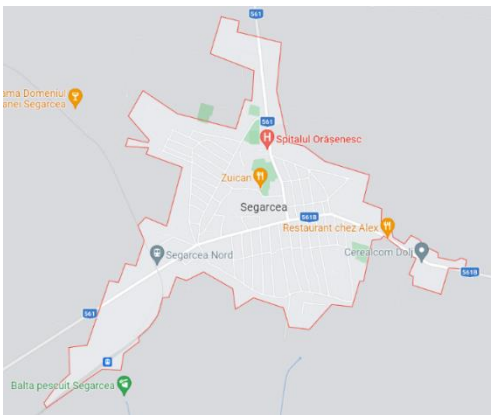 561
ama Domeniul
anei Segarcea
561
Spitalul Orășenesc
Zuican
Segarcea
561B
Restaurant chez Alex
Segarcea Nord
Cerealcom Dolj
561B
561
Balta pescuit Segarcea